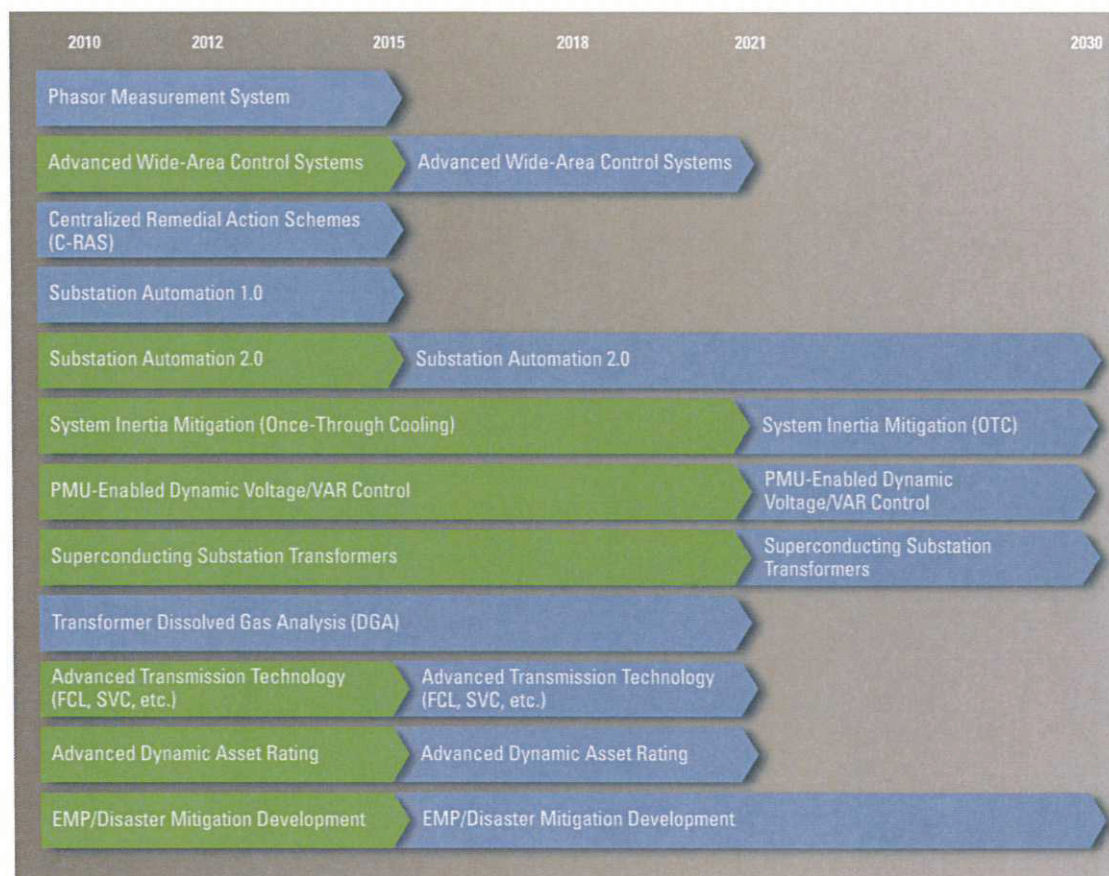 2010 2012 2015 2018 2021 2030
Phasor Measurement System
Advanced Wide-Area Control Systems
Advanced Wide-Area Control Systems
Centralized Remedial Action Schemes
(C-RAS)
Substation Automation 1.0
Substation Automation 2.0
Substation Automation 2.0
System Inertia Mitigation (Once-Through Cooling)
System Inertia Mitigation (OTC)
PMU-Enabled Dynamic Voltage/VAR Control
PMU-Enabled Dynamic
Voltage/VAR Control
Superconducting Substation Transformers
Superconducting Substation
Transformers
Transformer Dissolved Gas Analysis (DGA)
Advanced Transmission Technology
(FCL, SVC, etc.)
Advanced Transmission Technology
(FCL, SVC, etc.)
Advanced Dynamic Asset Rating
Advanced Dynamic Asset Rating
EMP/Disaster Mitigation Development
EMP/Disaster Mitigation Development